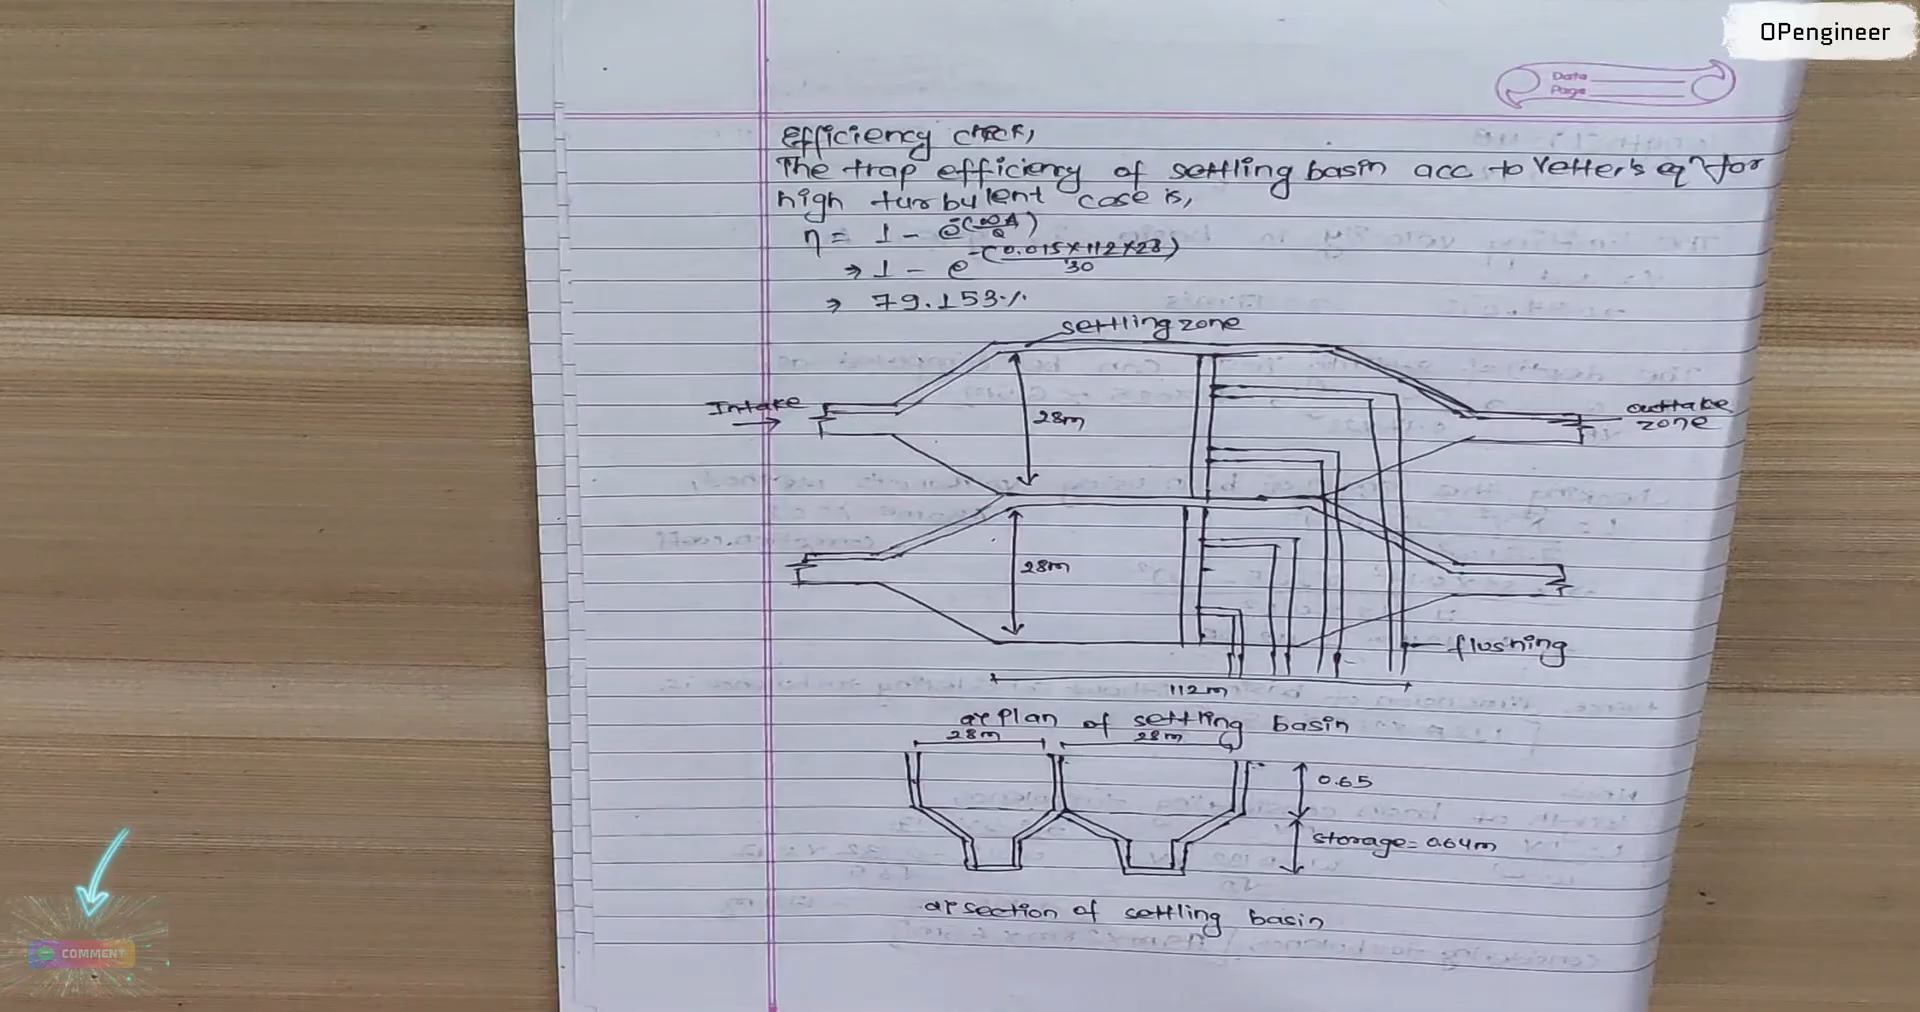 OPengineer
Data
Page
Efficiency check,
The trap efficiency of settling basin acc to Vetter's eqⁿ for
high turbulent case is,
η = 1 - e^-(ωA/Q)
⇒ 1 - e^-(0.015×112×28/30)
⇒ 79.153%
settling zone
Intake
28m
outtake
zone
28m
flushing
112m
Plan of settling basin
28m 28m
0.65
storage = 0.64m
section of settling basin
COMMENT